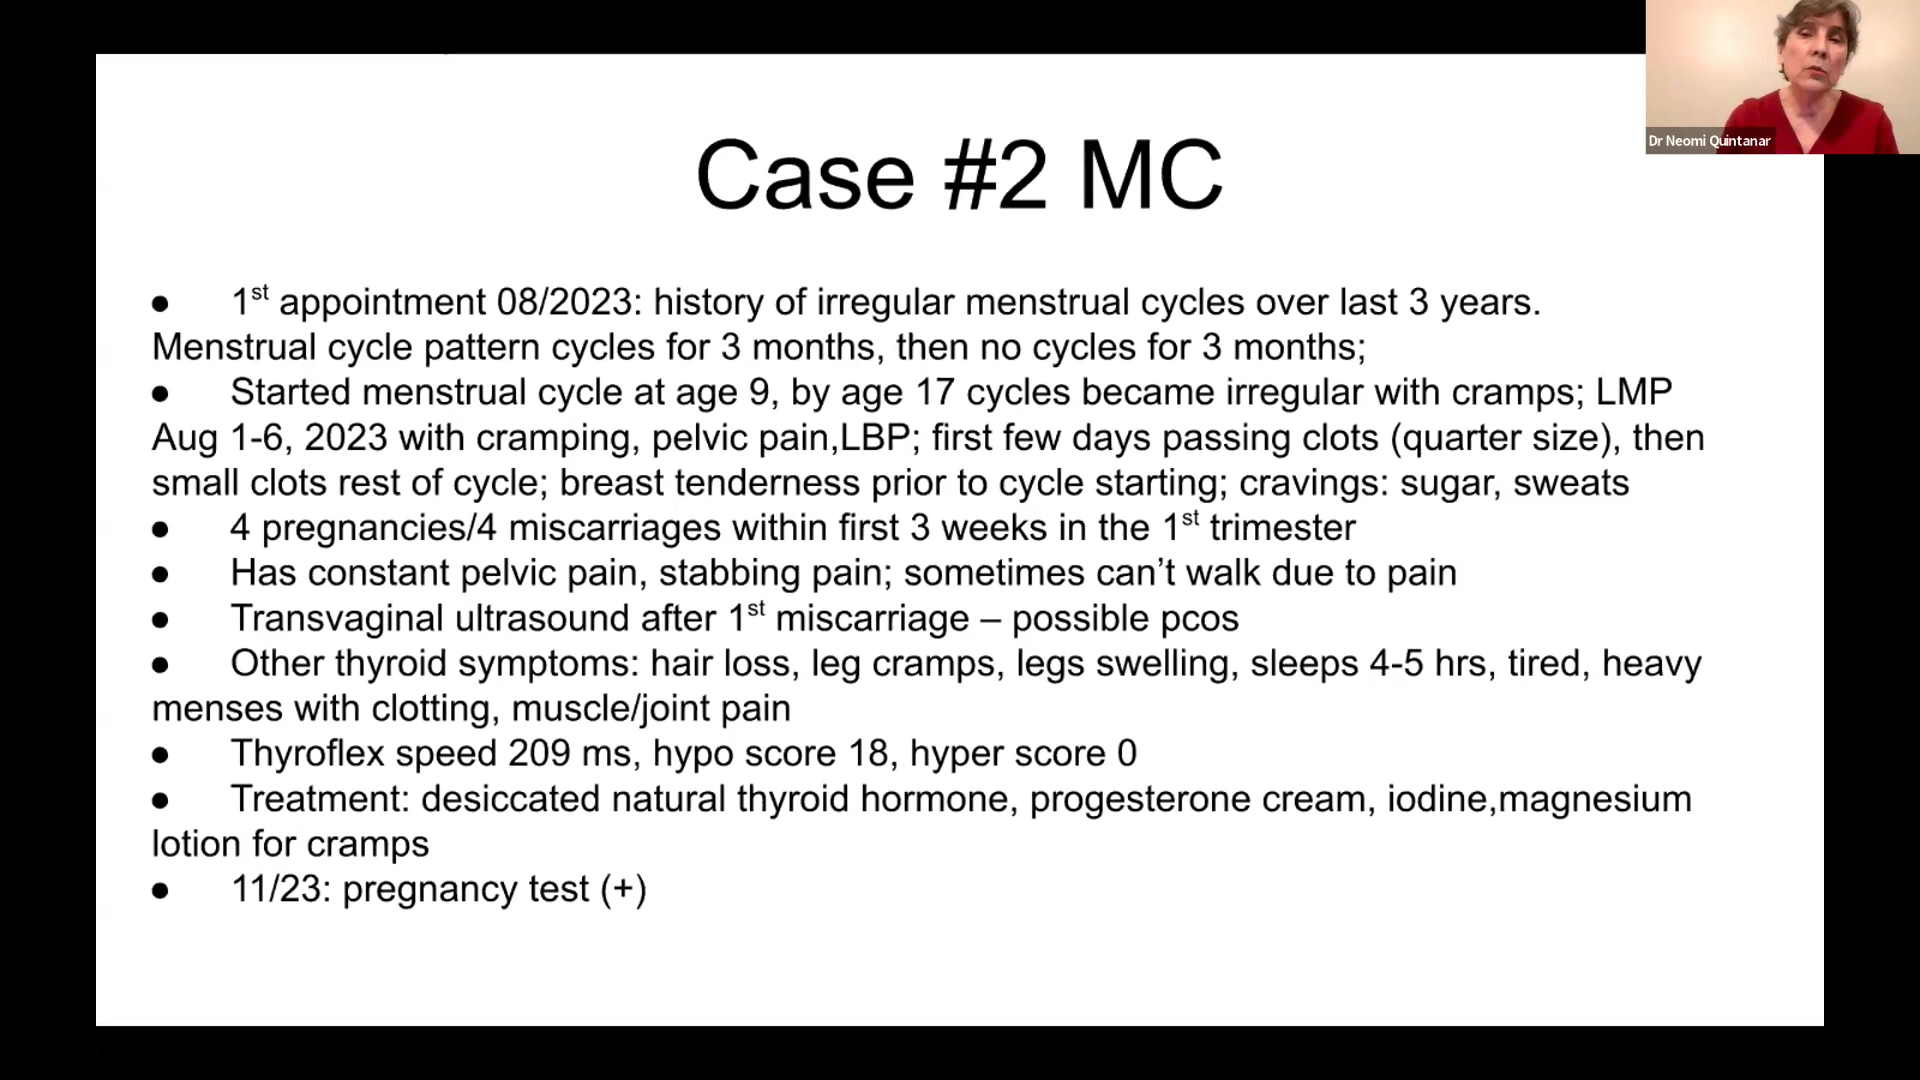 Dr Neomi Quintanar
Case #2 MC
● 1st appointment 08/2023: history of irregular menstrual cycles over last 3 years.
Menstrual cycle pattern cycles for 3 months, then no cycles for 3 months;
● Started menstrual cycle at age 9, by age 17 cycles became irregular with cramps; LMP
Aug 1-6, 2023 with cramping, pelvic pain,LBP; first few days passing clots (quarter size), then
small clots rest of cycle; breast tenderness prior to cycle starting; cravings: sugar, sweats
● 4 pregnancies/4 miscarriages within first 3 weeks in the 1st trimester
● Has constant pelvic pain, stabbing pain; sometimes can’t walk due to pain
● Transvaginal ultrasound after 1st miscarriage – possible pcos
● Other thyroid symptoms: hair loss, leg cramps, legs swelling, sleeps 4-5 hrs, tired, heavy
menses with clotting, muscle/joint pain
● Thyroflex speed 209 ms, hypo score 18, hyper score 0
● Treatment: desiccated natural thyroid hormone, progesterone cream, iodine,magnesium
lotion for cramps
● 11/23: pregnancy test (+)